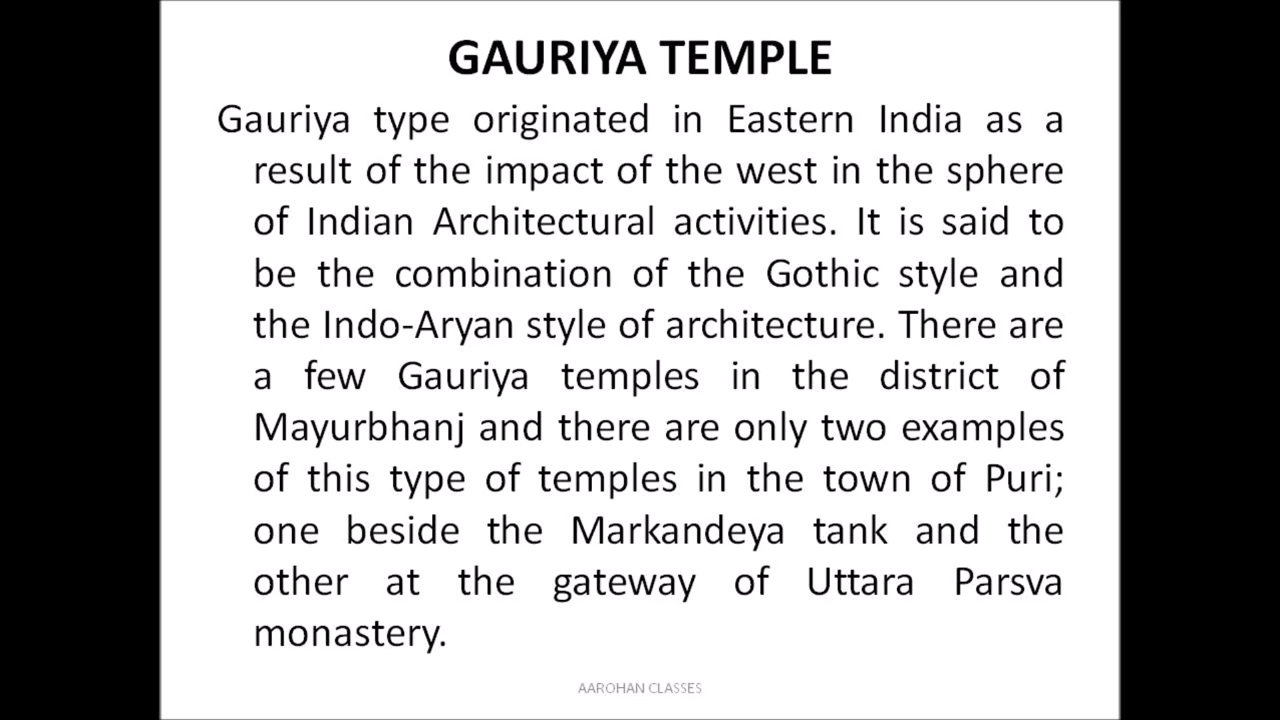 GAURIYA TEMPLE
Gauriya type originated in Eastern India as a
result of the impact of the west in the sphere
of Indian Architectural activities. It is said to
be the combination of the Gothic style and
the Indo-Aryan style of architecture. There are
a few Gauriya temples in the district of
Mayurbhanj and there are only two examples
of this type of temples in the town of Puri;
one beside the Markandeya tank and the
other at the gateway of Uttara Parsva
monastery.
AAROHAN CLASSES